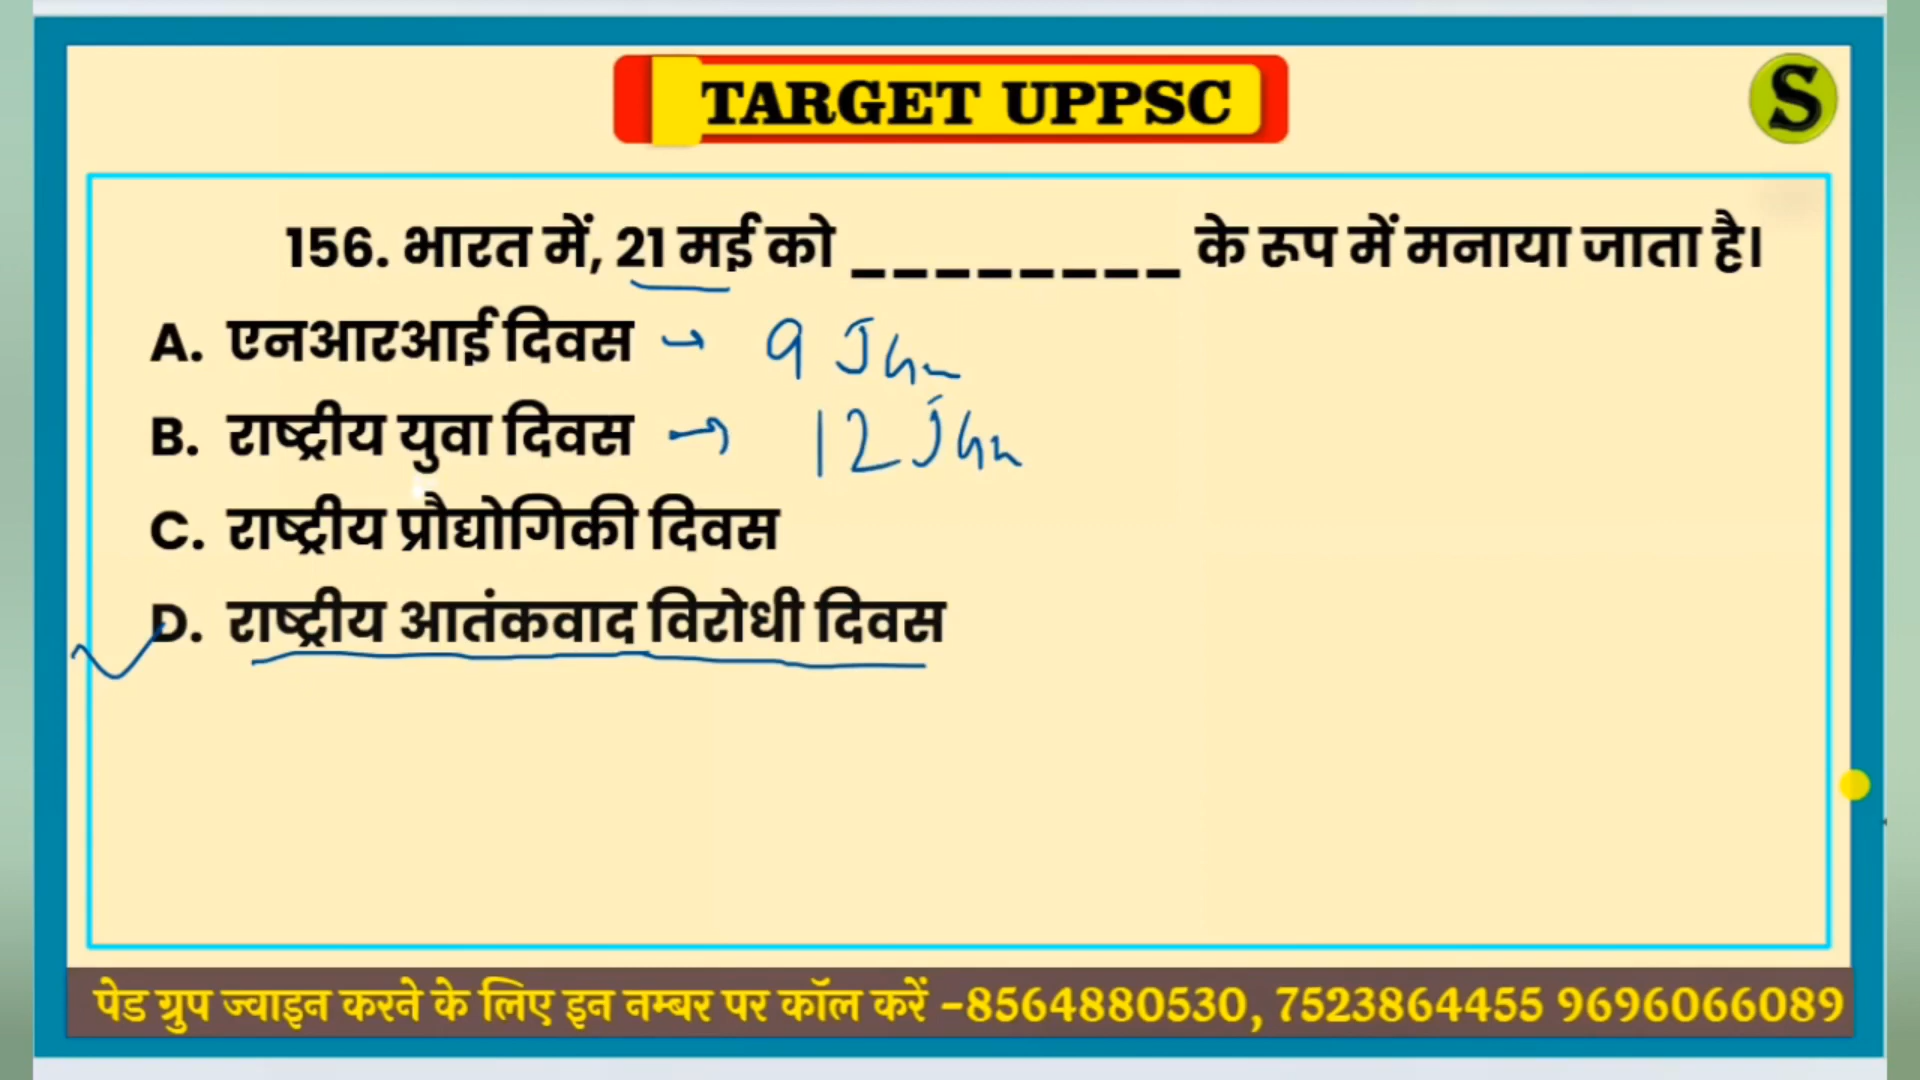 TARGET UPPSC
S
156. भारत में, 21 मई को ________ के रूप में मनाया जाता है।
A. एनआरआई दिवस → 9 Jan
B. राष्ट्रीय युवा दिवस → 12 Jan
C. राष्ट्रीय प्रौद्योगिकी दिवस
D. राष्ट्रीय आतंकवाद विरोधी दिवस
पेड ग्रुप ज्वाइन करने के लिए इन नम्बर पर कॉल करें -8564880530, 7523864455 9696066089